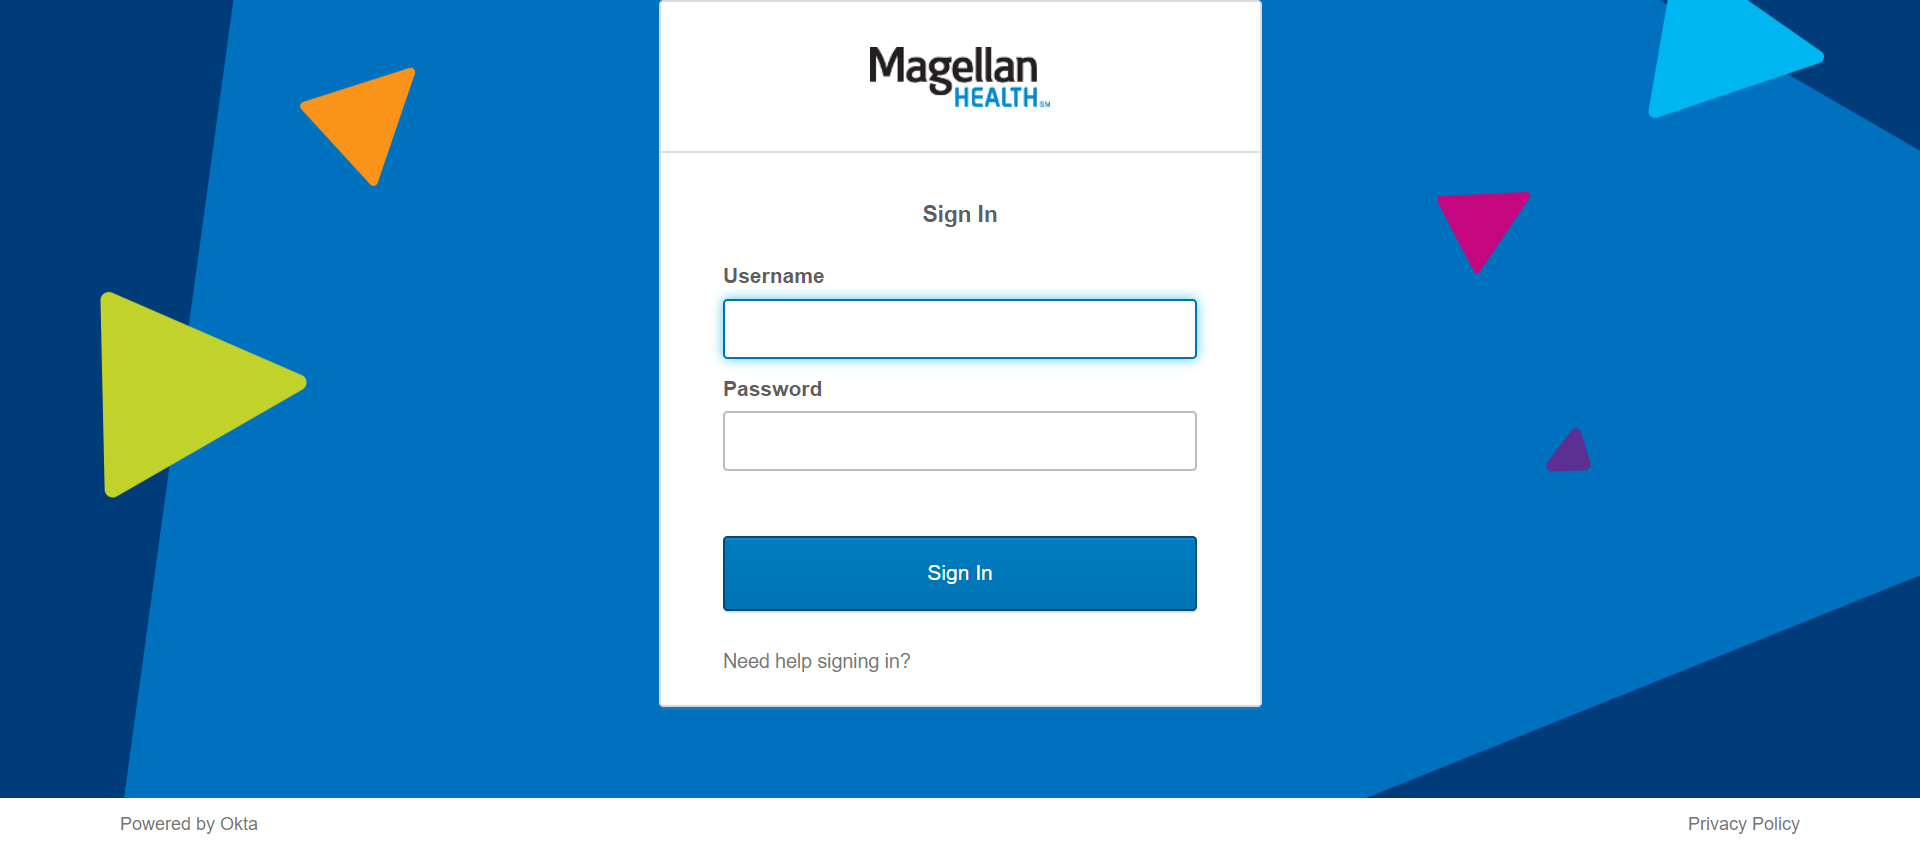 Magellan
HEALTH SM
Sign In
Username
Password
Sign In
Need help signing in?
Powered by Okta
Privacy Policy